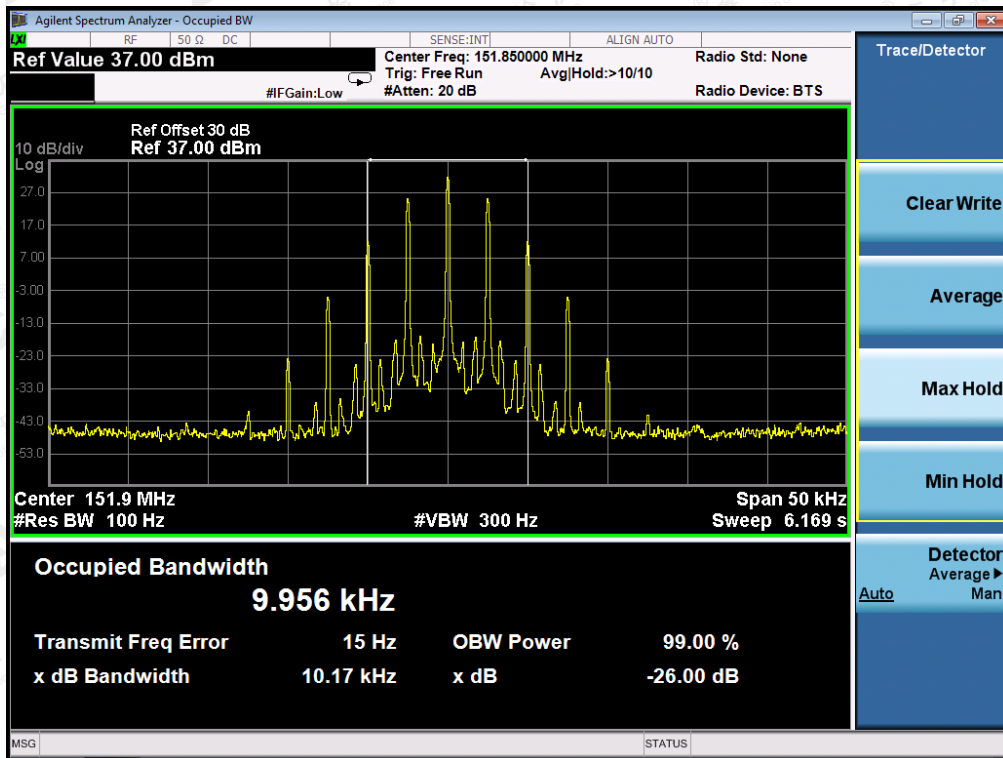 Agilent Spectrum Analyzer - Occupied BW
LXI RF 50 Ω DC SENSE:INT ALIGN AUTO
Ref Value 37.00 dBm
Center Freq: 151.850000 MHz Radio Std: None
Trig: Free Run Avg|Hold:>10/10
#IFGain:Low #Atten: 20 dB Radio Device: BTS
Trace/Detector
Ref Offset 30 dB
10 dB/div Ref 37.00 dBm
Log
27.0
17.0
7.00
-3.00
-13.0
-23.0
-33.0
-43.0
-53.0
Center 151.9 MHz Span 50 kHz
#Res BW 100 Hz #VBW 300 Hz Sweep 6.169 s
Clear Write
Average
Max Hold
Min Hold
Detector
Average▶
Auto Man
Occupied Bandwidth
9.956 kHz
Transmit Freq Error 15 Hz OBW Power 99.00 %
x dB Bandwidth 10.17 kHz x dB -26.00 dB
MSG STATUS